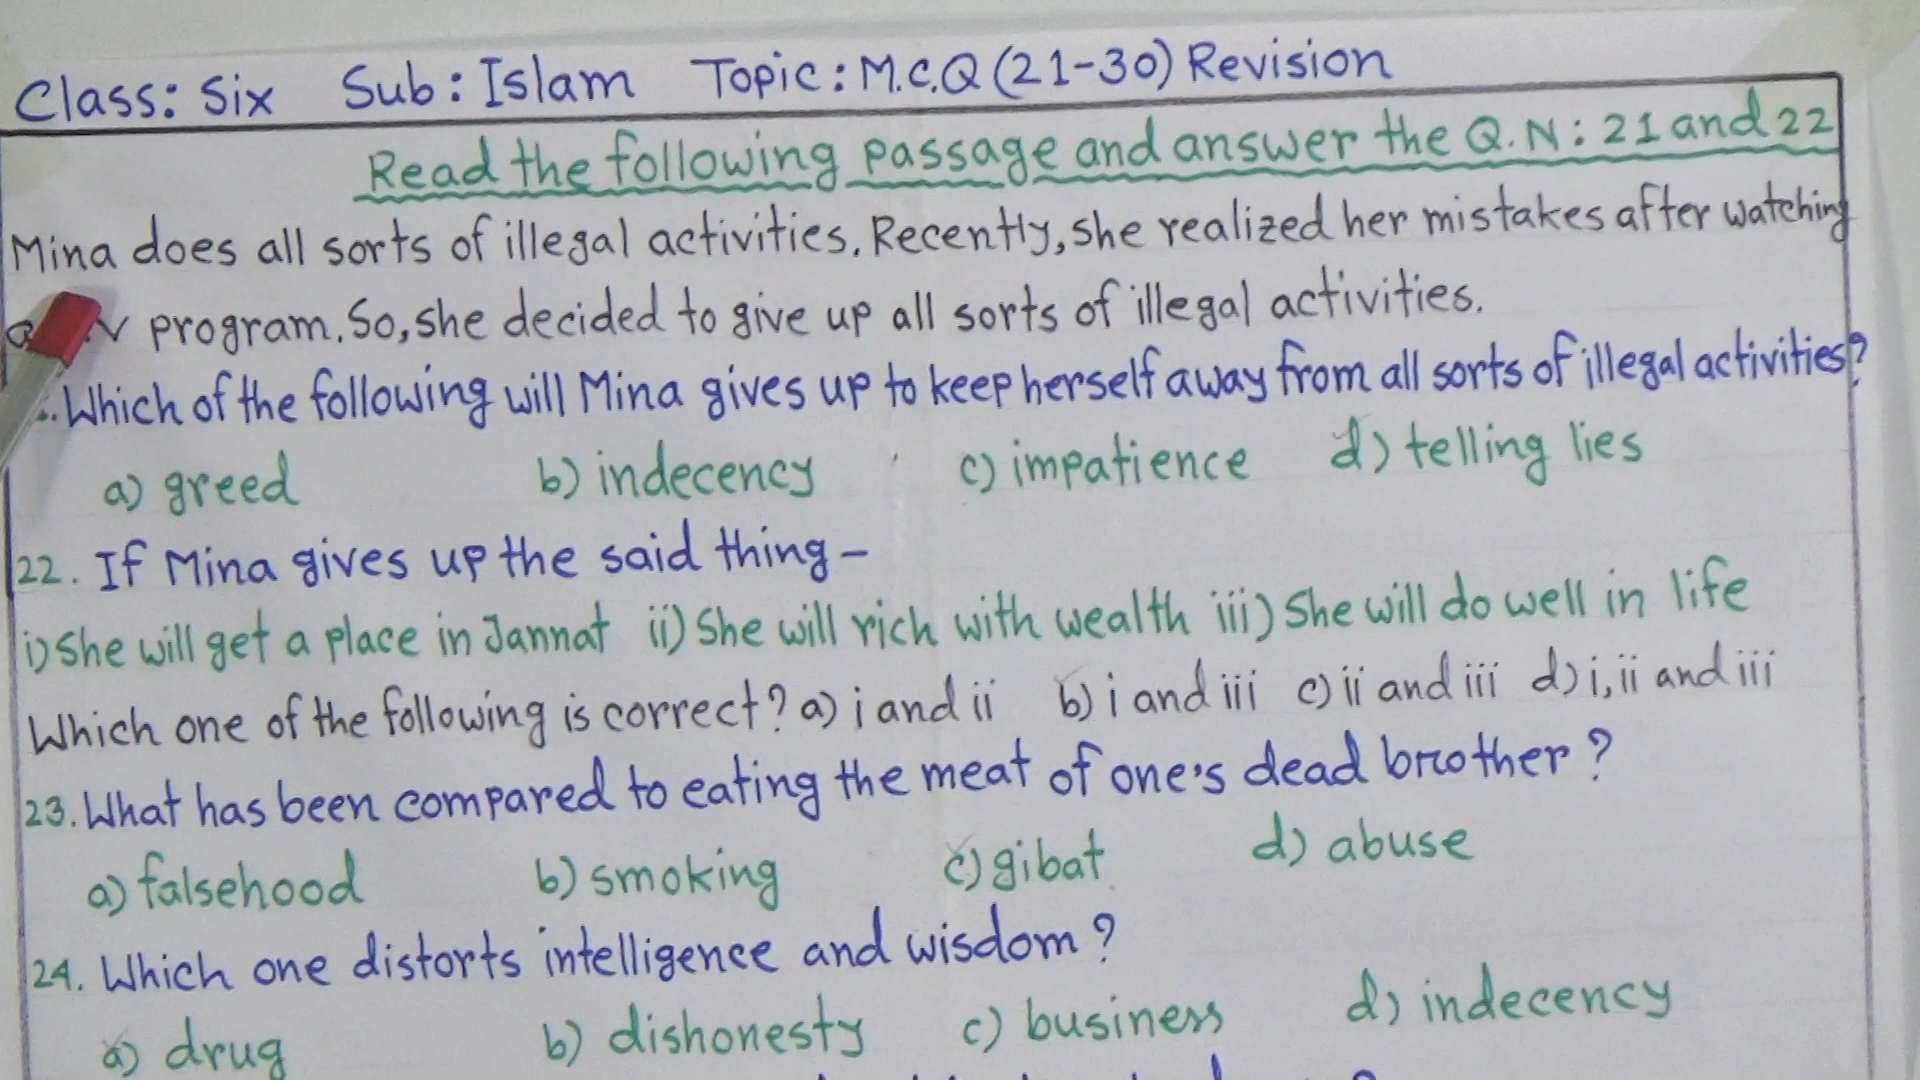 Class: Six Sub: Islam Topic: M.C.Q (21-30) Revision
Read the following passage and answer the Q.N: 21 and 22
Mina does all sorts of illegal activities. Recently, she realized her mistakes after watching
program. So, she decided to give up all sorts of illegal activities.
Which of the following will Mina gives up to keep herself away from all sorts of illegal activities?
a) greed b) indecency c) impatience d) telling lies
22. If Mina gives up the said thing –
i) She will get a place in Jannat ii) She will rich with wealth iii) She will do well in life
Which one of the following is correct? a) i and ii b) i and iii c) ii and iii d) i, ii and iii
23. What has been compared to eating the meat of one's dead brother?
a) falsehood b) smoking c) gibat d) abuse
24. Which one distorts intelligence and wisdom?
a) drug b) dishonesty c) business d) indecency